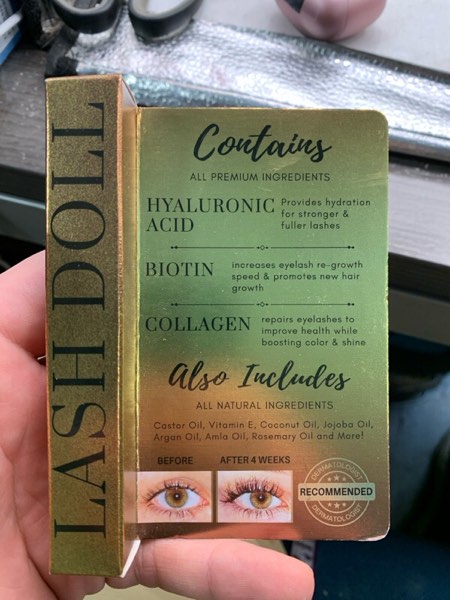 LASH DOLL
Contains
ALL PREMIUM INGREDIENTS
HYALURONIC
ACID
Provides hydration
for stronger &
fuller lashes
BIOTIN
increases eyelash re-growth
speed & promotes new hair
growth
COLLAGEN
repairs eyelashes to
improve health while
boosting color & shine
Also Includes
ALL NATURAL INGREDIENTS
Castor Oil, Vitamin E, Coconut Oil, Jojoba Oil,
Argan Oil, Amla Oil, Rosemary Oil and More!
BEFORE
AFTER 4 WEEKS
DERMATOLOGIST
RECOMMENDED
DERMATOLOGIST